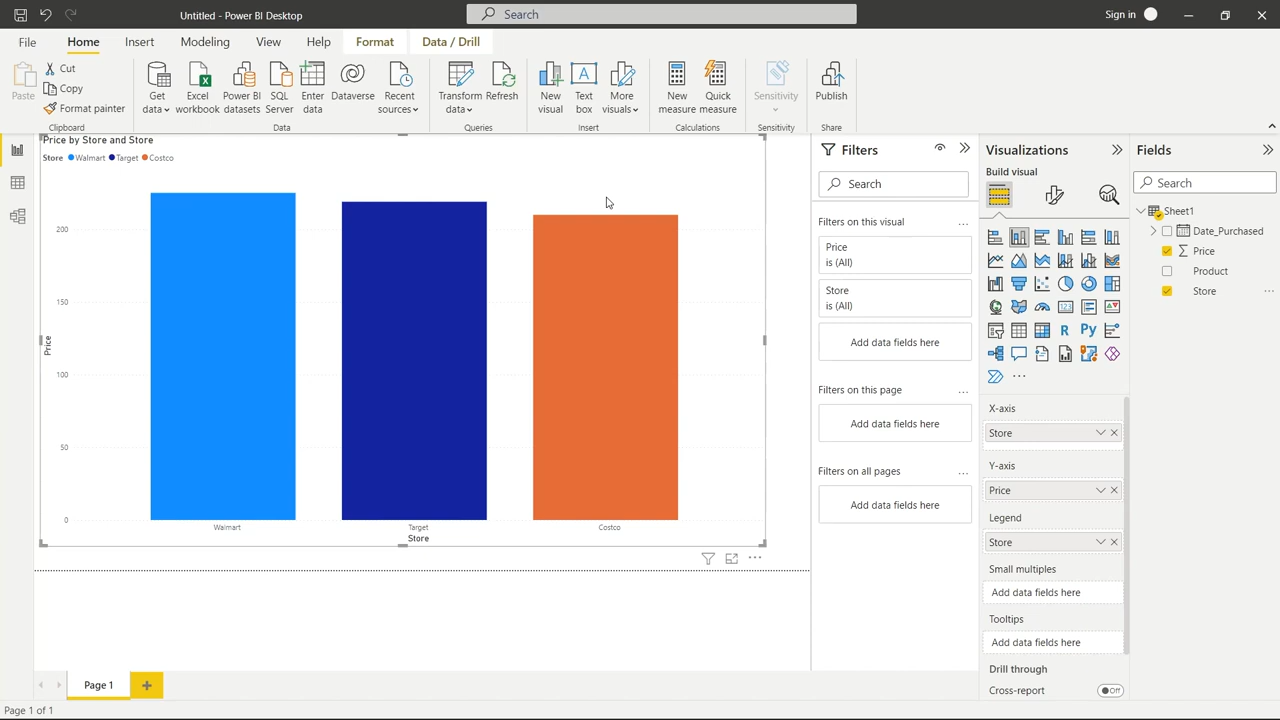 Untitled - Power BI Desktop
Search
Sign in
File Home Insert Modeling View Help Format Data / Drill
Paste
Cut
Copy
Format painter
Clipboard
Get data
Excel workbook
Power BI datasets
SQL Server
Enter data
Dataverse
Recent sources
Data
Transform data
Refresh
Queries
New visual
Text box
More visuals
Insert
New measure
Quick measure
Calculations
Sensitivity
Sensitivity
Publish
Share
Price by Store and Store
Store Walmart Target Costco
200
150
100
50
0
Price
Walmart Target Costco
Store
Filters
Search
Filters on this visual ...
Price
is (All)
Store
is (All)
Add data fields here
Filters on this page ...
Add data fields here
Filters on all pages ...
Add data fields here
Visualizations
Build visual
R
Py
123
...
X-axis
Store
Y-axis
Price
Legend
Store
Small multiples
Add data fields here
Tooltips
Add data fields here
Drill through
Cross-report Off
Fields
Search
Sheet1
Date_Purchased
Σ Price
Product
Store ...
Page 1
Page 1 of 1